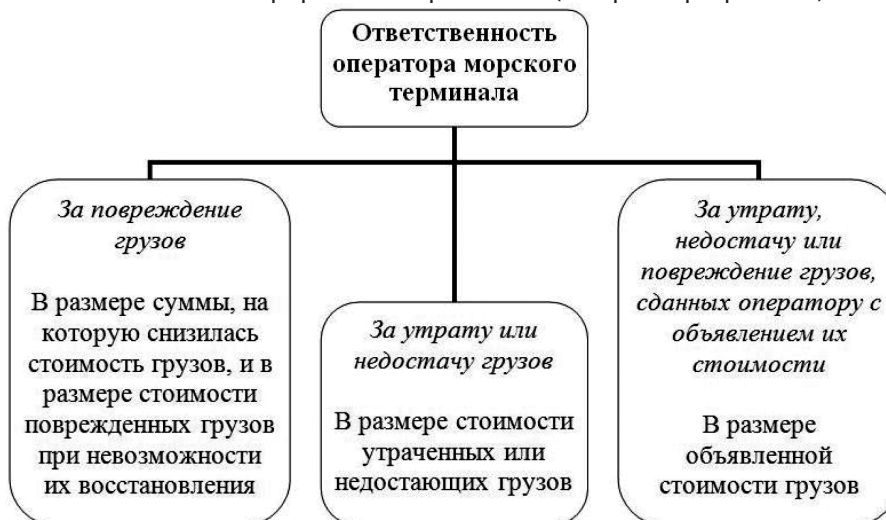 Ответственность
оператора морского
терминала
За повреждение
грузов
В размере суммы, на
которую снизилась
стоимость грузов, и в
размере стоимости
поврежденных грузов
при невозможности
их восстановления
За утрату или
недостачу грузов
В размере стоимости
утраченных или
недостающих грузов
За утрату,
недостачу или
повреждение грузов,
сданных оператору с
объявлением их
стоимости
В размере
объявленной
стоимости грузов